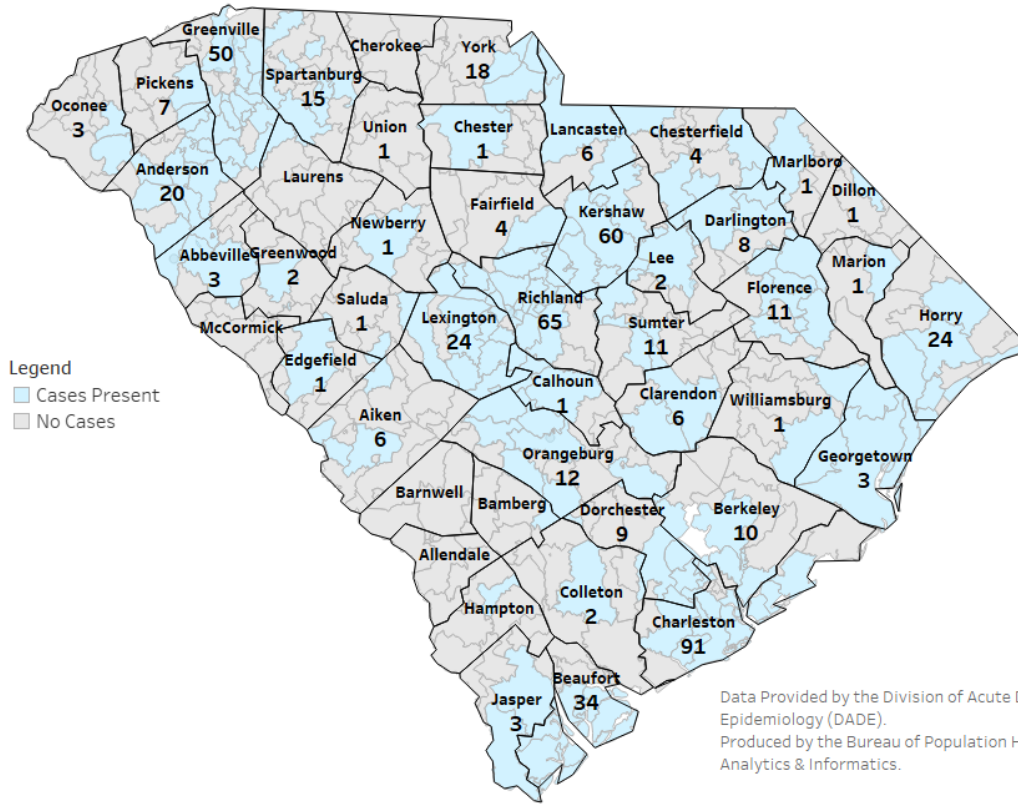 Greenville
50
Cherokee
York
18
Spartanburg
15
Pickens
7
Oconee
3
Union
1
Chester
1
Lancaster
6
Chesterfield
4
Marlboro
1
Dillon
1
Anderson
20
Laurens
Fairfield
4
Kershaw
60
Darlington
8
Newberry
1
Abbeville
3
Greenwood
2
Lee
2
Marion
1
Florence
11
Saluda
1
Lexington
24
Richland
65
Sumter
11
Horry
24
McCormick
Edgefield
1
Legend
Cases Present
No Cases
Calhoun
1
Clarendon
6
Williamsburg
1
Aiken
6
Orangeburg
12
Georgetown
3
Barnwell
Bamberg
Dorchester
9
Berkeley
10
Allendale
Colleton
2
Hampton
Charleston
91
Beaufort
34
Jasper
3
Data Provided by the Division of Acute
Epidemiology (DADE).
Produced by the Bureau of Population
Analytics & Informatics.